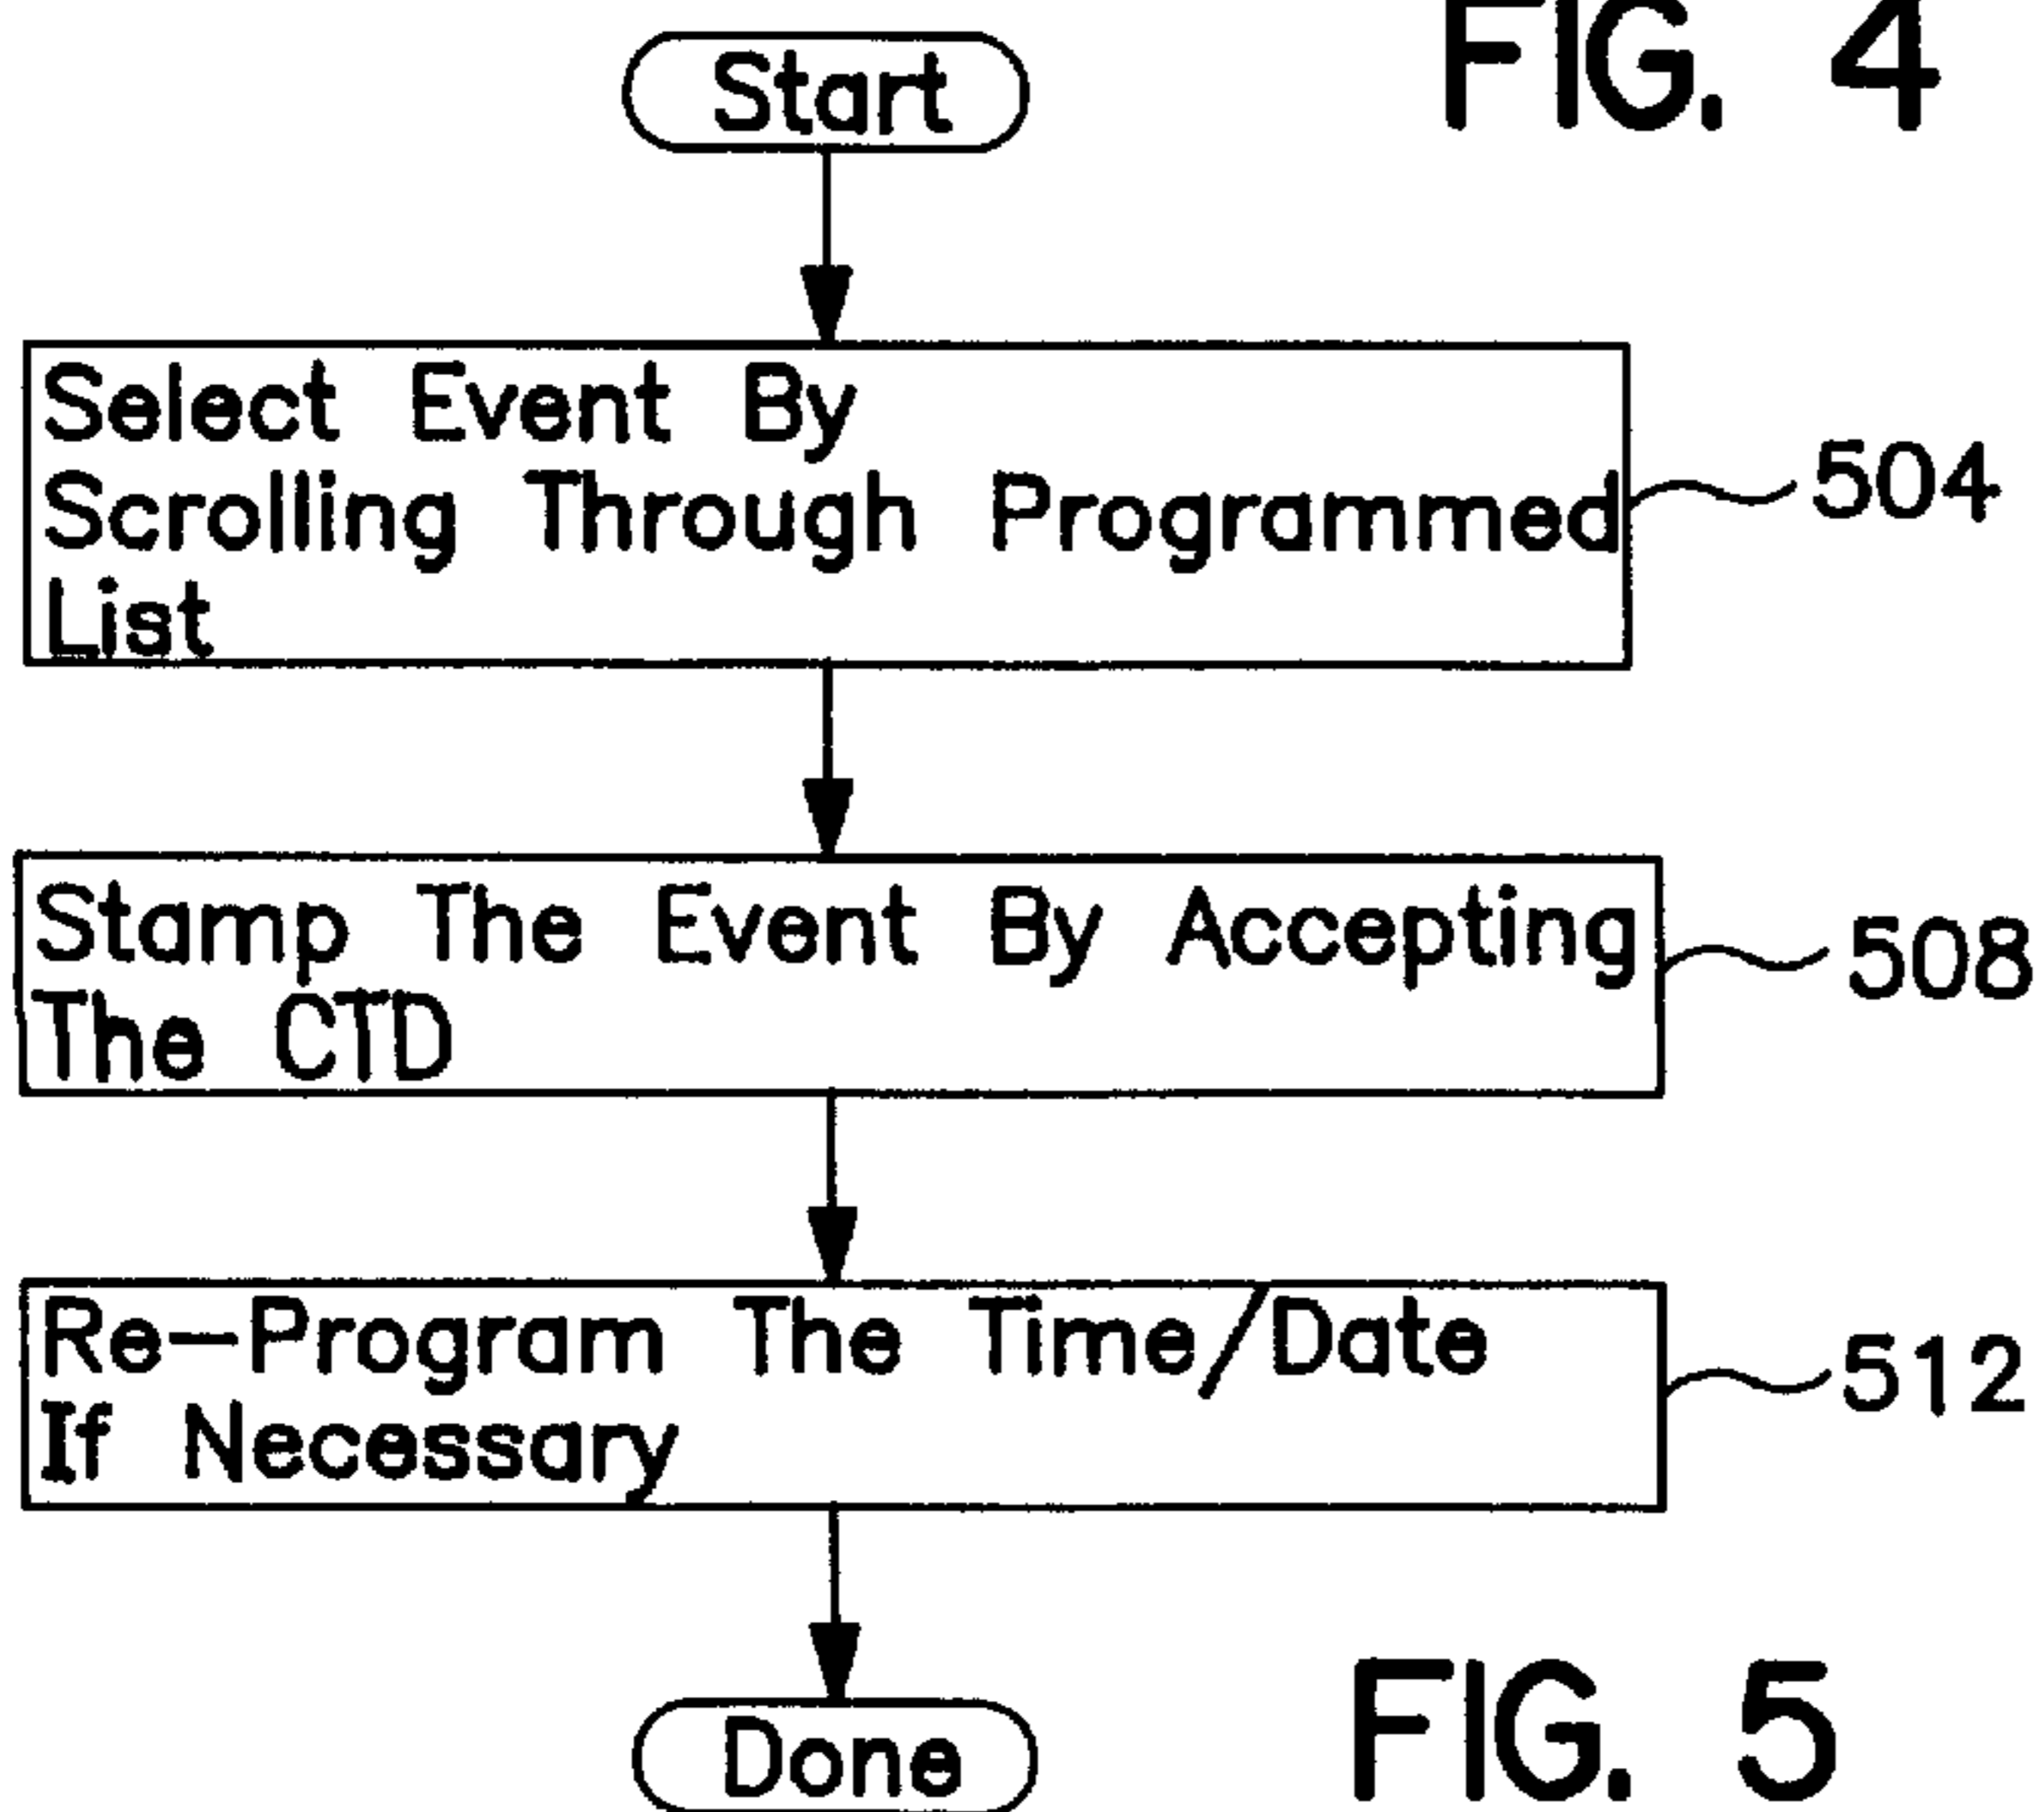 FIG. 4
Start
Select Event By
Scrolling Through Programmed
List
504
Stamp The Event By Accepting
The CTD
508
Re-Program The Time/Date
If Necessary
512
Done
FIG. 5